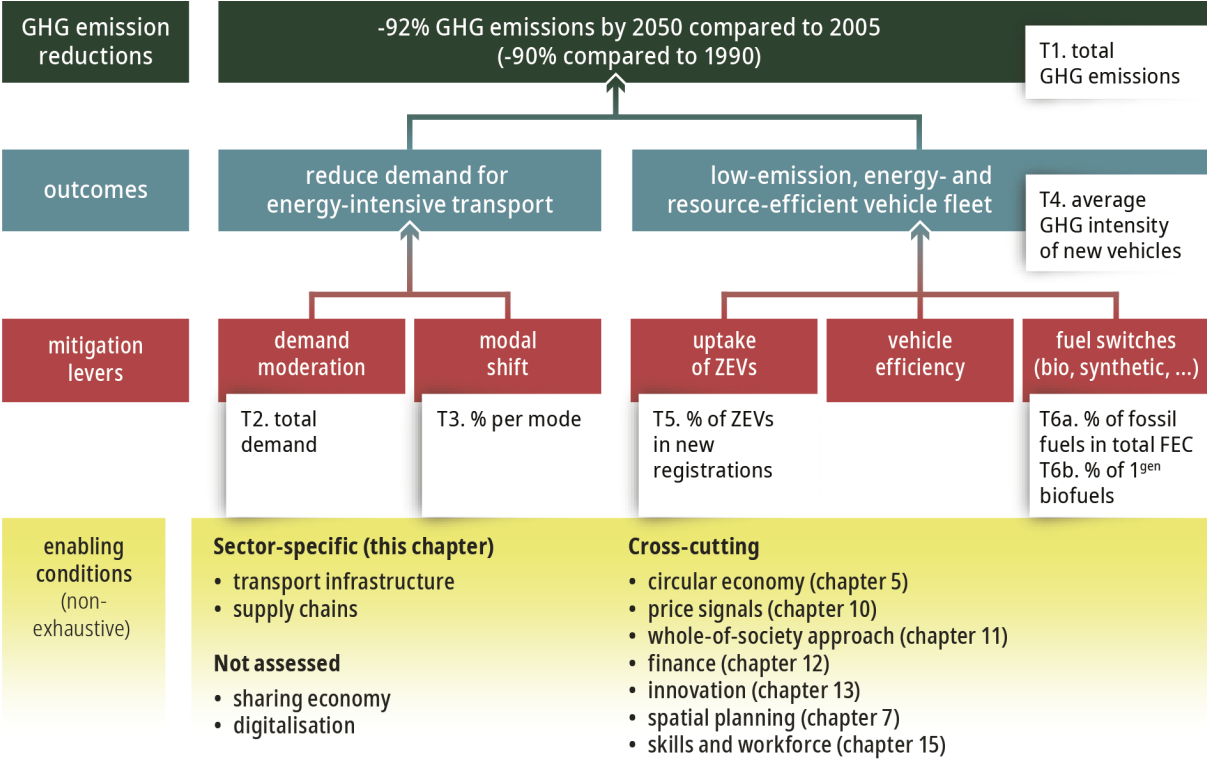 GHG emission
reductions
-92% GHG emissions by 2050 compared to 2005
(-90% compared to 1990)
T1. total
GHG emissions
outcomes
reduce demand for
energy-intensive transport
low-emission, energy- and
resource-efficient vehicle fleet
T4. average
GHG intensity
of new vehicles
mitigation
levers
demand
moderation
modal
shift
uptake
of ZEVs
vehicle
efficiency
fuel switches
(bio, synthetic, ...)
T2. total
demand
T3. % per mode
T5. % of ZEVs
in new
registrations
T6a. % of fossil
fuels in total FEC
T6b. % of 1gen
biofuels
enabling
conditions
(non-
exhaustive)
Sector-specific (this chapter)
• transport infrastructure
• supply chains
Not assessed
• sharing economy
• digitalisation
Cross-cutting
• circular economy (chapter 5)
• price signals (chapter 10)
• whole-of-society approach (chapter 11)
• finance (chapter 12)
• innovation (chapter 13)
• spatial planning (chapter 7)
• skills and workforce (chapter 15)